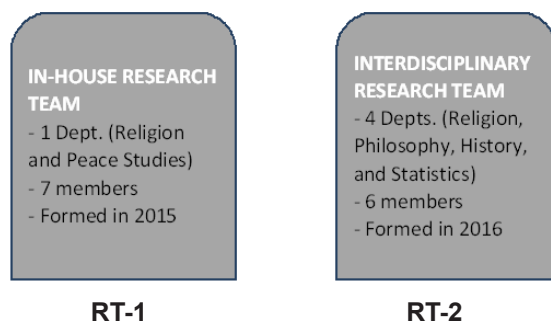 IN-HOUSE RESEARCH
TEAM
- 1 Dept. (Religion
and Peace Studies)
- 7 members
- Formed in 2015
RT-1
INTERDISCIPLINARY
RESEARCH TEAM
- 4 Depts. (Religion,
Philosophy, History,
and Statistics)
- 6 members
- Formed in 2016
RT-2